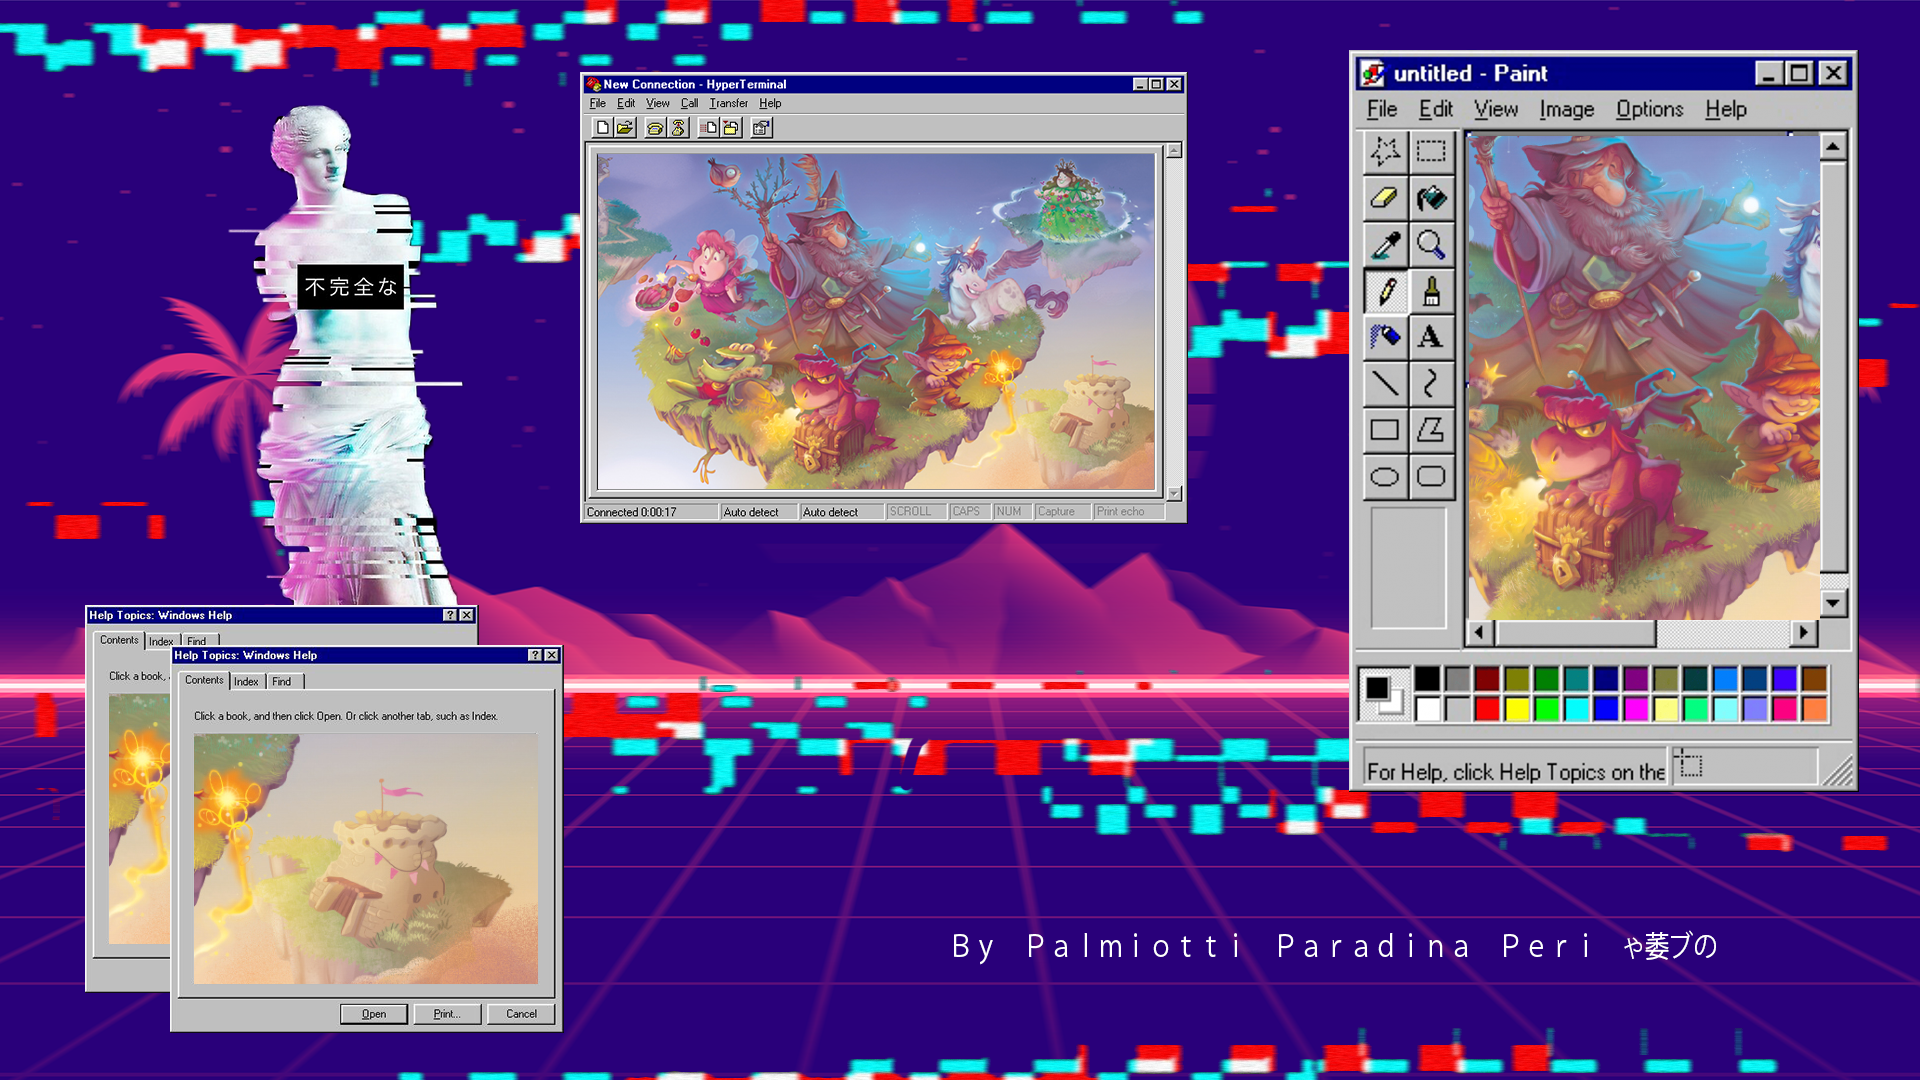 New Connection - HyperTerminal
File Edit View Call Transfer Help
Connected 0:00:17 Auto detect Auto detect SCROLL CAPS NUM Capture Print echo
untitled - Paint
File Edit View Image Options Help
A
For Help, click Help Topics on the
不完全な
Help Topics: Windows Help
Contents Index Find
Click a book,
Help Topics: Windows Help
Contents Index Find
Click a book, and then click Open. Or click another tab, such as Index.
Open Print... Cancel
By Palmiotti Paradina Peri ゃ萎ブの